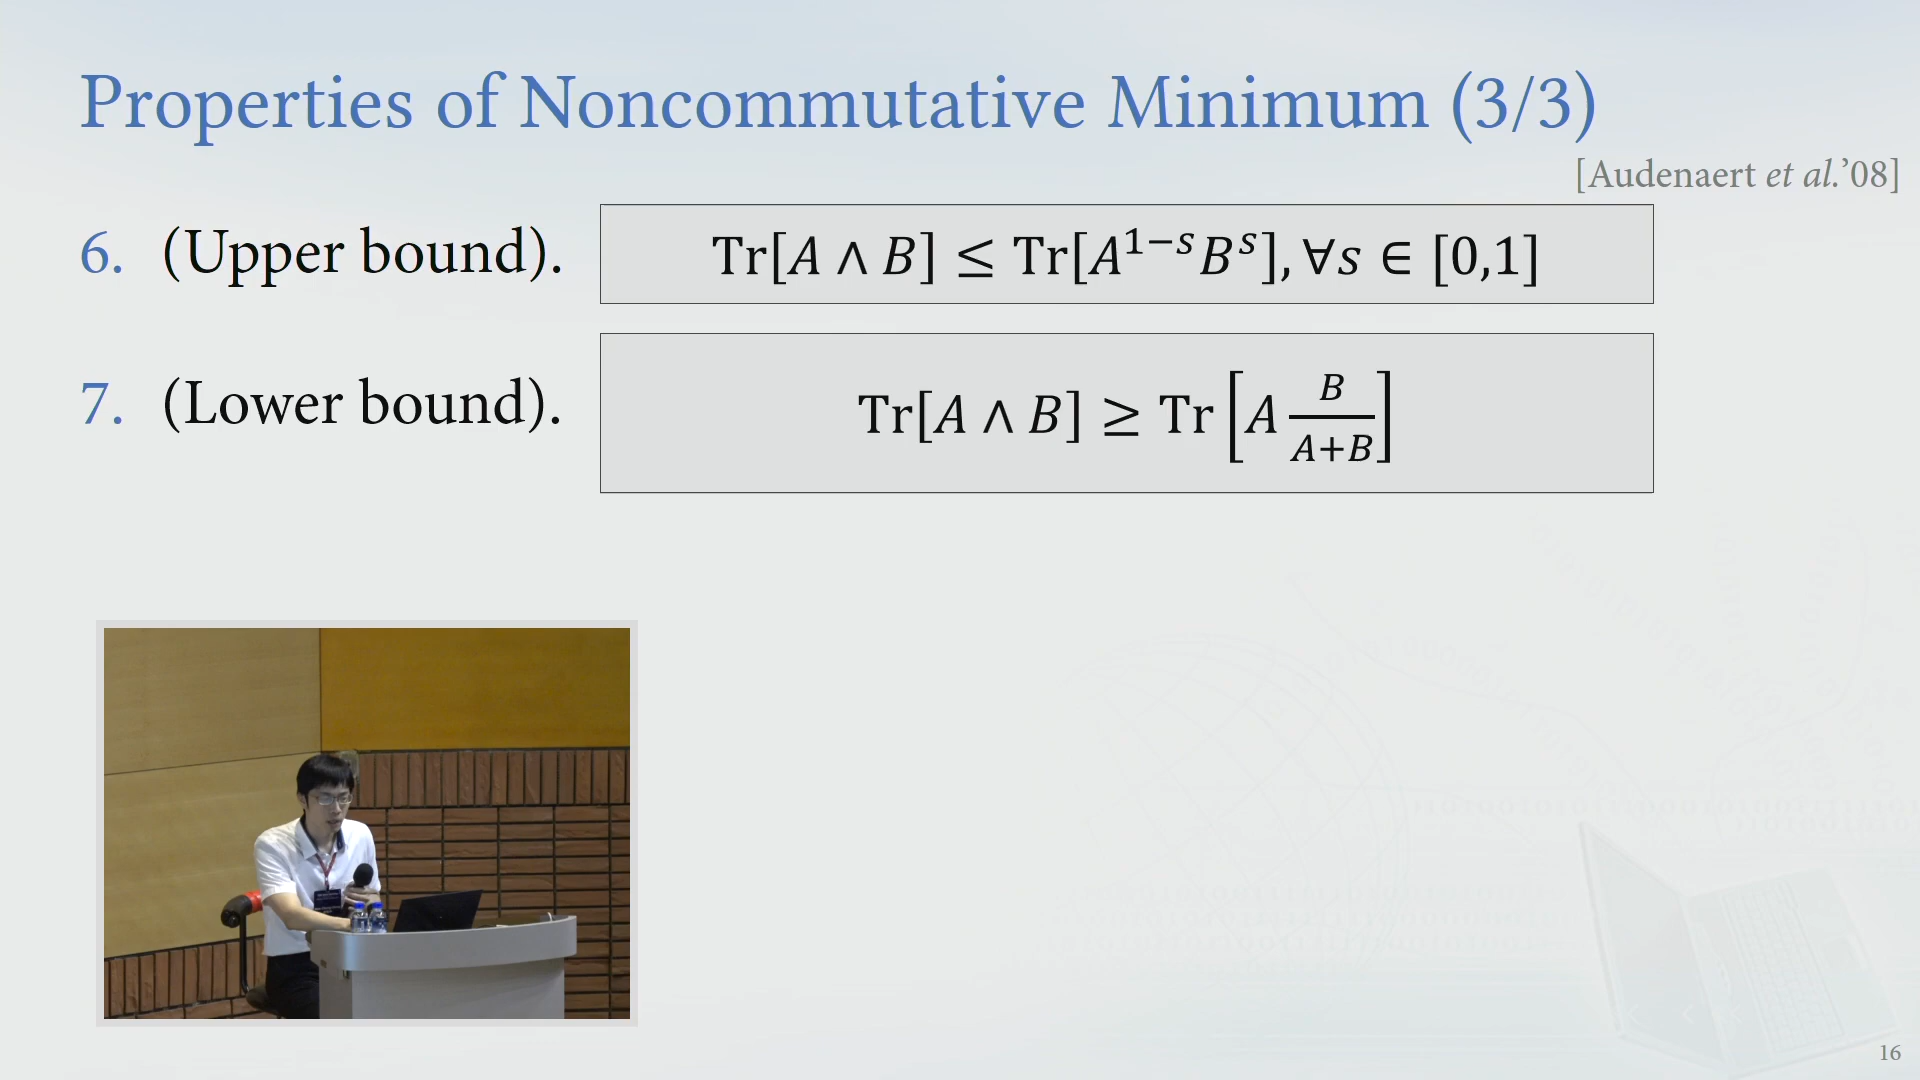 Properties of Noncommutative Minimum (3/3)
[Audenaert et al.’08]
6. (Upper bound). Tr[A ∧ B] ≤ Tr[A^{1−s}B^{s}], ∀s ∈ [0,1]
7. (Lower bound). Tr[A ∧ B] ≥ Tr[A \frac{B}{A+B}]
16